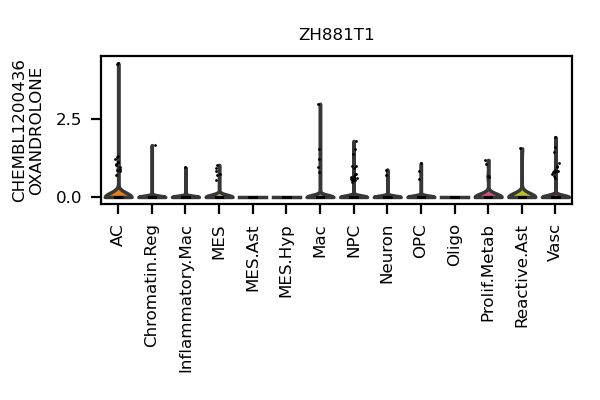 ZH881T1
CHEMBL1200436
OXANDROLONE
2.5
0.0
AC
Chromatin.Reg
Inflammatory.Mac
MES
MES.Ast
MES.Hyp
Mac
NPC
Neuron
OPC
Oligo
Prolif.Metab
Reactive.Ast
Vasc